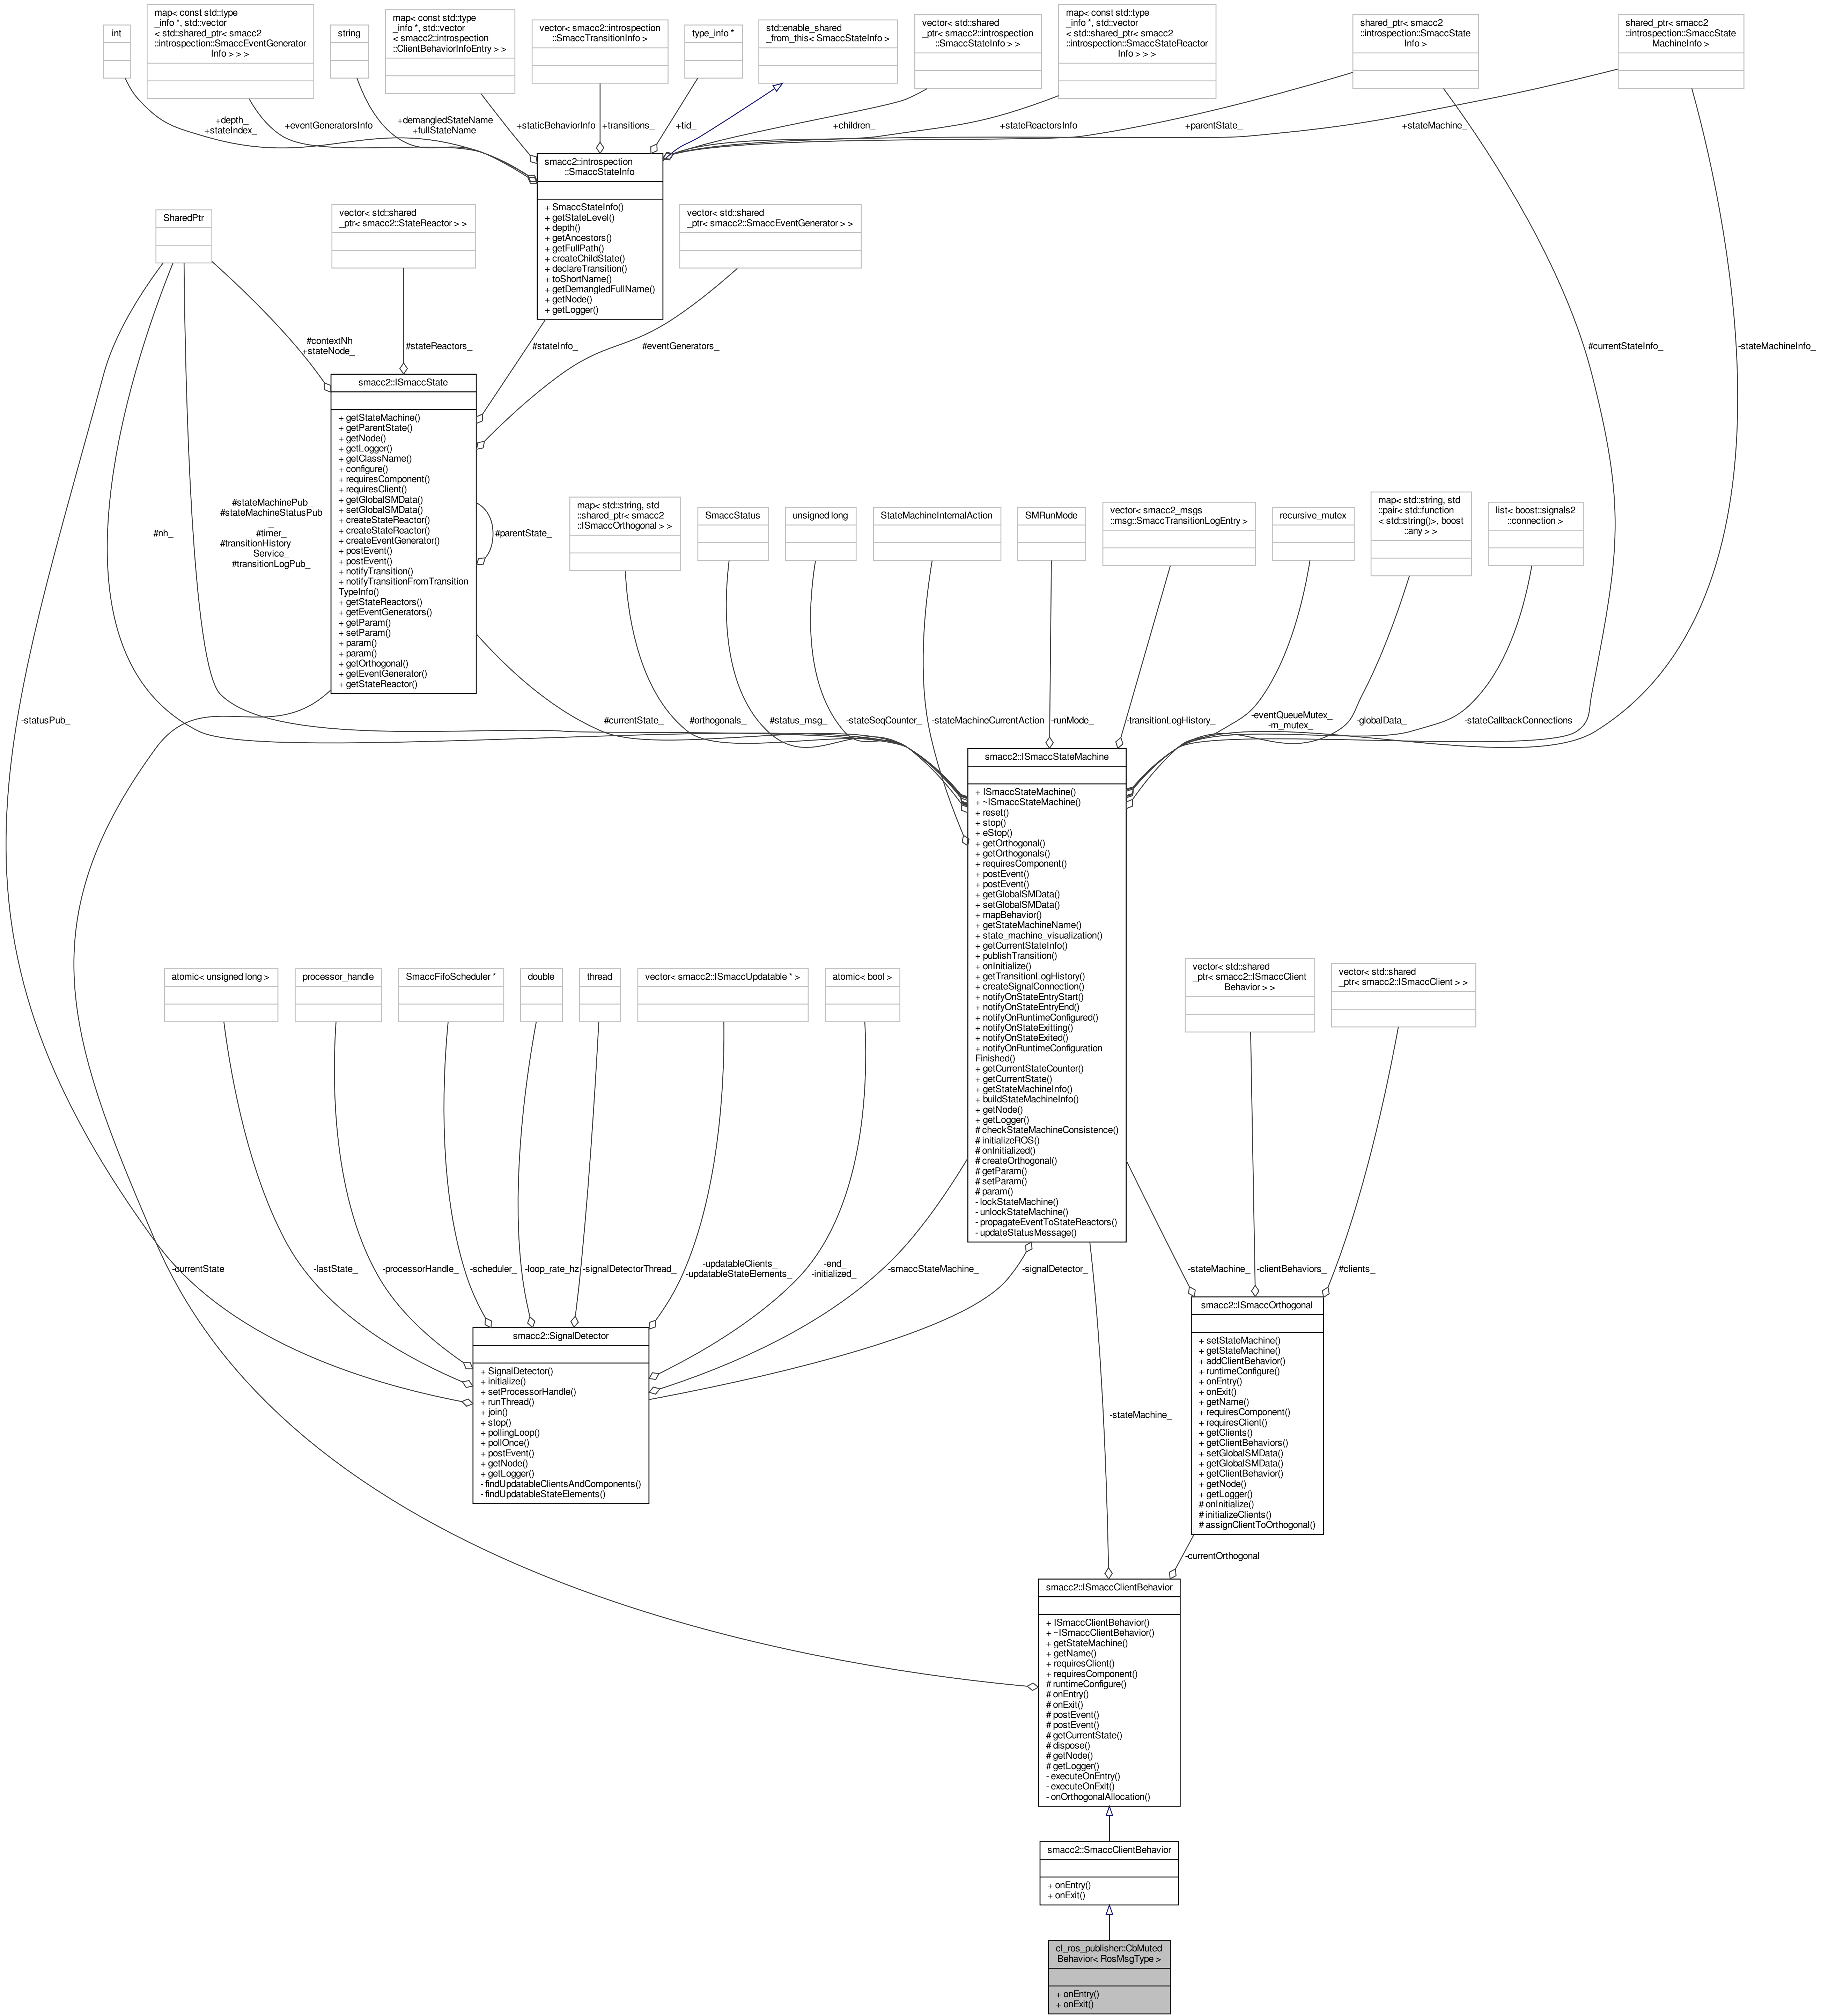 int
map< const std::type
_info *, std::vector
< std::shared_ptr< smacc2
::introspection::SmaccEventGenerator
Info > > >
string
map< const std::type
_info *, std::vector
< smacc2::introspection
::ClientBehaviorInfoEntry > >
vector< smacc2::introspection
::SmaccTransitionInfo >
type_info *
std::enable_shared
_from_this< SmaccStateInfo >
vector< std::shared
_ptr< smacc2::introspection
::SmaccStateInfo > >
map< const std::type
_info *, std::vector
< std::shared_ptr< smacc2
::introspection::SmaccStateReactor
Info > > >
shared_ptr< smacc2
::introspection::SmaccState
Info >
shared_ptr< smacc2
::introspection::SmaccState
MachineInfo >
+depth_
+stateIndex_
+eventGeneratorsInfo
+demangledStateName
+fullStateName
+staticBehaviorInfo
+transitions_
+tid_
+children_
+stateReactorsInfo
+parentState_
+stateMachine_
smacc2::introspection
::SmaccStateInfo
+ SmaccStateInfo()
+ getStateLevel()
+ depth()
+ getAncestors()
+ getFullPath()
+ createChildState()
+ declareTransition()
+ toShortName()
+ getDemangledFullName()
+ getNode()
+ getLogger()
SharedPtr
vector< std::shared
_ptr< smacc2::StateReactor > >
vector< std::shared
_ptr< smacc2::SmaccEventGenerator > >
#contextNh
+stateNode_
#stateReactors_
#stateInfo_
#eventGenerators_
#currentStateInfo_
-stateMachineInfo_
smacc2::ISmaccState
+ getStateMachine()
+ getParentState()
+ getNode()
+ getLogger()
+ getClassName()
+ configure()
+ requiresComponent()
+ requiresClient()
+ getGlobalSMData()
+ setGlobalSMData()
+ createStateReactor()
+ createStateReactor()
+ createEventGenerator()
+ postEvent()
+ postEvent()
+ notifyTransition()
+ notifyTransitionFromTransition
TypeInfo()
+ getStateReactors()
+ getEventGenerators()
+ getParam()
+ setParam()
+ param()
+ param()
+ getOrthogonal()
+ getEventGenerator()
+ getStateReactor()
#parentState_
#nh_
#stateMachinePub_
#stateMachineStatusPub
_
#timer_
#transitionHistory
Service_
#transitionLogPub_
map< std::string, std
::shared_ptr< smacc2
::ISmaccOrthogonal > >
SmaccStatus
unsigned long
StateMachineInternalAction
SMRunMode
vector< smacc2_msgs
::msg::SmaccTransitionLogEntry >
recursive_mutex
map< std::string, std
::pair< std::function
< std::string()>, boost
::any > >
list< boost::signals2
::connection >
-statusPub_
#currentState_
#orthogonals_
#status_msg_
-stateSeqCounter_
-stateMachineCurrentAction
-runMode_
-transitionLogHistory_
-eventQueueMutex_
-m_mutex_
-globalData_
-stateCallbackConnections
smacc2::ISmaccStateMachine
+ ISmaccStateMachine()
+ ~ISmaccStateMachine()
+ reset()
+ stop()
+ eStop()
+ getOrthogonal()
+ getOrthogonals()
+ requiresComponent()
+ postEvent()
+ postEvent()
+ getGlobalSMData()
+ setGlobalSMData()
+ mapBehavior()
+ getStateMachineName()
+ state_machine_visualization()
+ getCurrentStateInfo()
+ publishTransition()
+ onInitialize()
+ getTransitionLogHistory()
+ createSignalConnection()
+ notifyOnStateEntryStart()
+ notifyOnStateEntryEnd()
+ notifyOnRuntimeConfigured()
+ notifyOnStateExitting()
+ notifyOnStateExited()
+ notifyOnRuntimeConfiguration
Finished()
+ getCurrentStateCounter()
+ getCurrentState()
+ getStateMachineInfo()
+ buildStateMachineInfo()
+ getNode()
+ getLogger()
# checkStateMachineConsistence()
# initializeROS()
# onInitialized()
# createOrthogonal()
# getParam()
# setParam()
# param()
- lockStateMachine()
- unlockStateMachine()
- propagateEventToStateReactors()
- updateStatusMessage()
atomic< unsigned long >
processor_handle
SmaccFifoScheduler *
double
thread
vector< smacc2::ISmaccUpdatable * >
atomic< bool >
vector< std::shared
_ptr< smacc2::ISmaccClient
Behavior > >
vector< std::shared
_ptr< smacc2::ISmaccClient > >
-currentState
-lastState_
-processorHandle_
-scheduler_
-loop_rate_hz
-signalDetectorThread_
-updatableClients_
-updatableStateElements_
-end_
-initialized_
-smaccStateMachine_
-signalDetector_
-stateMachine_
-clientBehaviors_
#clients_
smacc2::SignalDetector
+ SignalDetector()
+ initialize()
+ setProcessorHandle()
+ runThread()
+ join()
+ stop()
+ pollingLoop()
+ pollOnce()
+ postEvent()
+ getNode()
+ getLogger()
- findUpdatableClientsAndComponents()
- findUpdatableStateElements()
smacc2::ISmaccOrthogonal
+ setStateMachine()
+ getStateMachine()
+ addClientBehavior()
+ runtimeConfigure()
+ onEntry()
+ onExit()
+ getName()
+ requiresComponent()
+ requiresClient()
+ getClients()
+ getClientBehaviors()
+ setGlobalSMData()
+ getGlobalSMData()
+ getClientBehavior()
+ getNode()
+ getLogger()
# onInitialize()
# initializeClients()
# assignClientToOrthogonal()
-stateMachine_
-currentOrthogonal
smacc2::ISmaccClientBehavior
+ ISmaccClientBehavior()
+ ~ISmaccClientBehavior()
+ getStateMachine()
+ getName()
+ requiresClient()
+ requiresComponent()
# runtimeConfigure()
# onEntry()
# onExit()
# postEvent()
# postEvent()
# getCurrentState()
# dispose()
# getNode()
# getLogger()
- executeOnEntry()
- executeOnExit()
- onOrthogonalAllocation()
smacc2::SmaccClientBehavior
+ onEntry()
+ onExit()
cl_ros_publisher::CbMuted
Behavior< RosMsgType >
+ onEntry()
+ onExit()